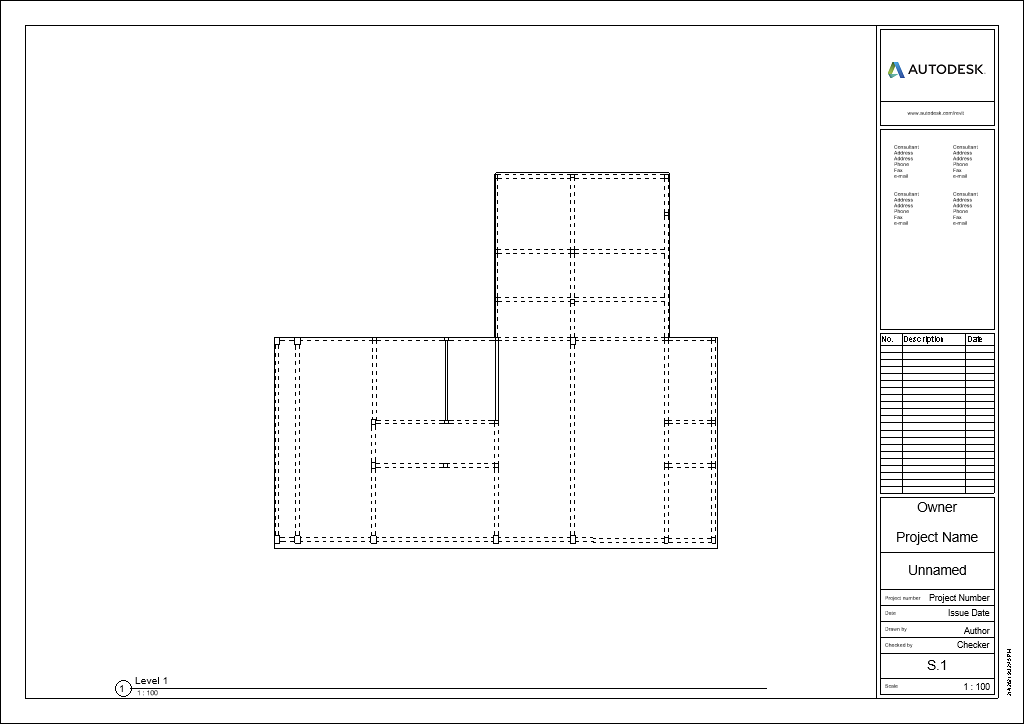 AUTODESK
www.autodesk.com/revit
Consultant
Address
Address
Phone
Fax
e-mail
Consultant
Address
Address
Phone
Fax
e-mail
Consultant
Address
Address
Phone
Fax
e-mail
Consultant
Address
Address
Phone
Fax
e-mail
No. Description Date
Owner
Project Name
Unnamed
Project number Project Number
Date Issue Date
Drawn by Author
Checked by Checker
S.1
Scale 1 : 100
1 Level 1
1 : 100